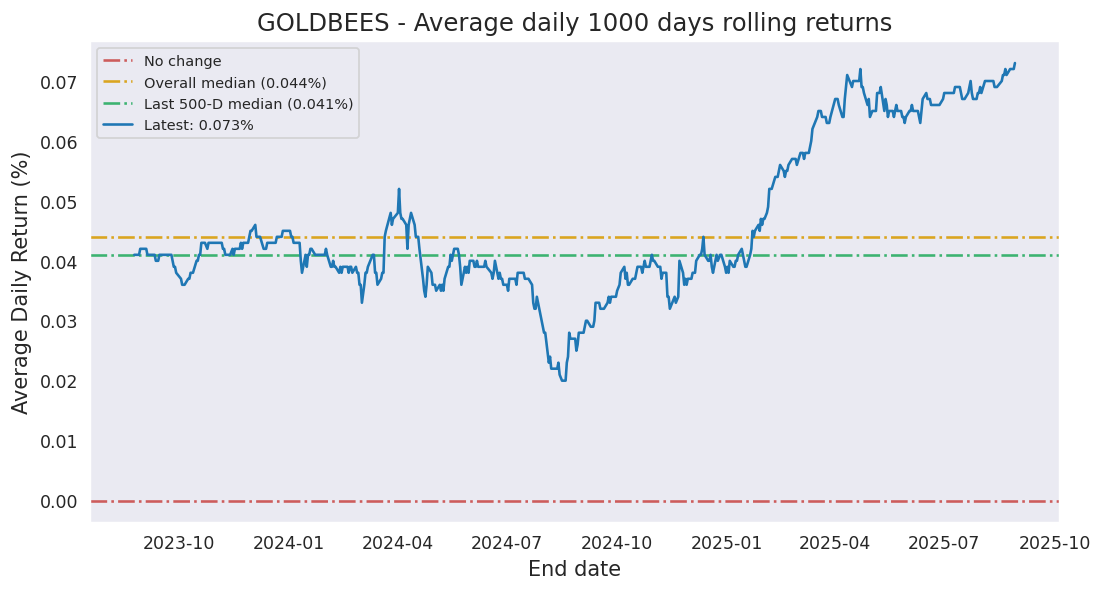 GOLDBEES - Average daily 1000 days rolling returns
No change
Overall median (0.044%)
Last 500-D median (0.041%)
Latest: 0.073%
Average Daily Return (%)
0.07
0.06
0.05
0.04
0.03
0.02
0.01
0.00
2023-10 2024-01 2024-04 2024-07 2024-10 2025-01 2025-04 2025-07 2025-10
End date